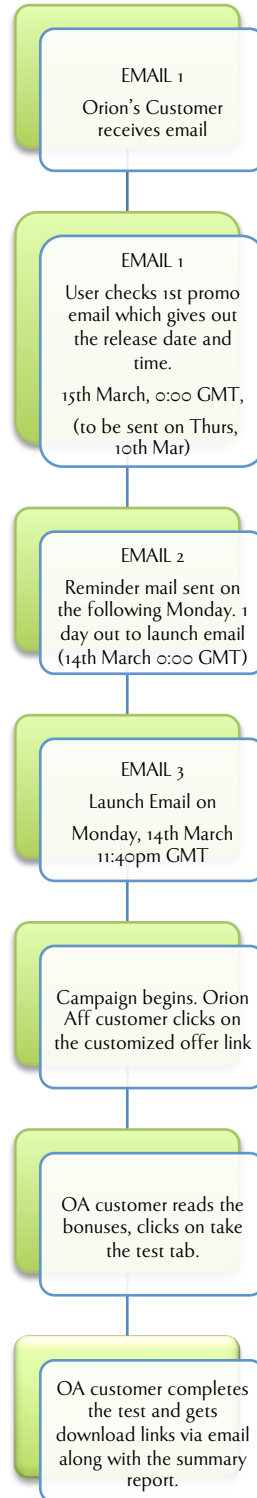 EMAIL 1
Orion’s Customer
receives email
EMAIL 1
User checks 1st promo
email which gives out
the release date and
time.
15th March, 0:00 GMT,
(to be sent on Thurs,
10th Mar)
EMAIL 2
Reminder mail sent on
the following Monday. 1
day out to launch email
(14th March 0:00 GMT)
EMAIL 3
Launch Email on
Monday, 14th March
11:40pm GMT
Campaign begins. Orion
Aff customer clicks on
the customized offer link
OA customer reads the
bonuses, clicks on take
the test tab.
OA customer completes
the test and gets
download links via email
along with the summary
report.